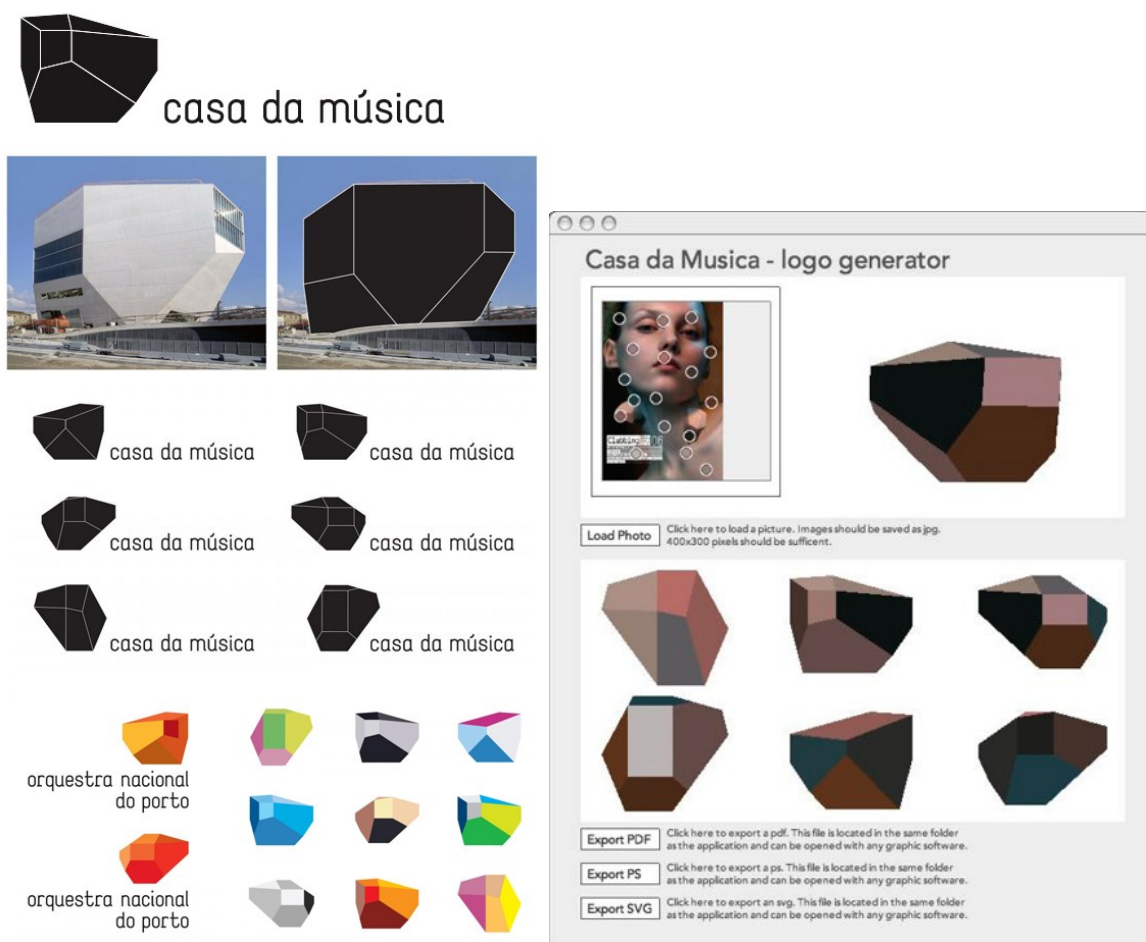 casa da música
casa da música
casa da música
casa da música
casa da música
casa da música
casa da música
orquestra nacional
do porto
orquestra nacional
do porto
Casa da Musica - logo generator
Clubbing
Load Photo
Click here to load a picture. Images should be saved as jpg.
400x300 pixels should be sufficent.
Export PDF
Click here to export a pdf. This file is located in the same folder
as the application and can be opened with any graphic software.
Export PS
Click here to export a ps. This file is located in the same folder
as the application and can be opened with any graphic software.
Export SVG
Click here to export an svg. This file is located in the same folder
as the application and can be opened with any graphic software.